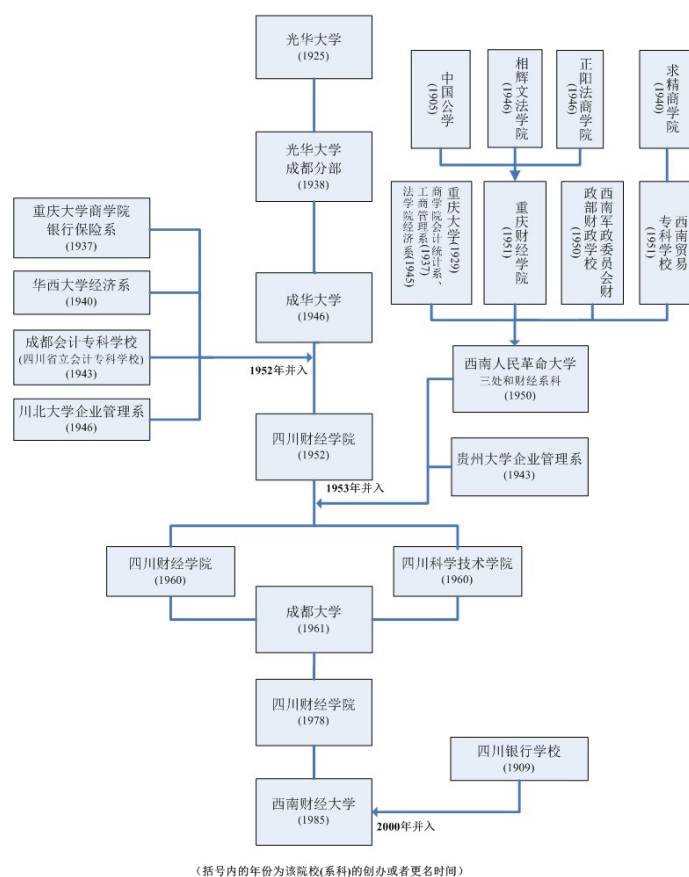 光华大学
(1925)
中国公学
(1905)
相辉文法学院
(1946)
正阳法商学院
(1946)
求精商学院
(1940)
光华大学
成都分部
(1938)
重庆大学商学院
银行保险系
(1937)
重庆大学(1929)
商学院会计统计系、
工商管理系(1937)
法学院经济系(1945)
重庆财经学院
(1951)
西南军政委员会财
政部财政学校
(1950)
西南贸易
专科学校
(1951)
华西大学经济系
(1940)
成华大学
(1946)
成都会计专科学校
(四川省立会计专科学校)
(1943)
1952年并入
西南人民革命大学
三处和财经系科
(1950)
川北大学企业管理系
(1946)
四川财经学院
(1952)
贵州大学企业管理系
(1943)
1953年并入
四川财经学院
(1960)
四川科学技术学院
(1960)
成都大学
(1961)
四川财经学院
(1978)
四川银行学校
(1909)
西南财经大学
(1985)
2000年并入
(括号内的年份为该院校(系科)的创办或者更名时间)